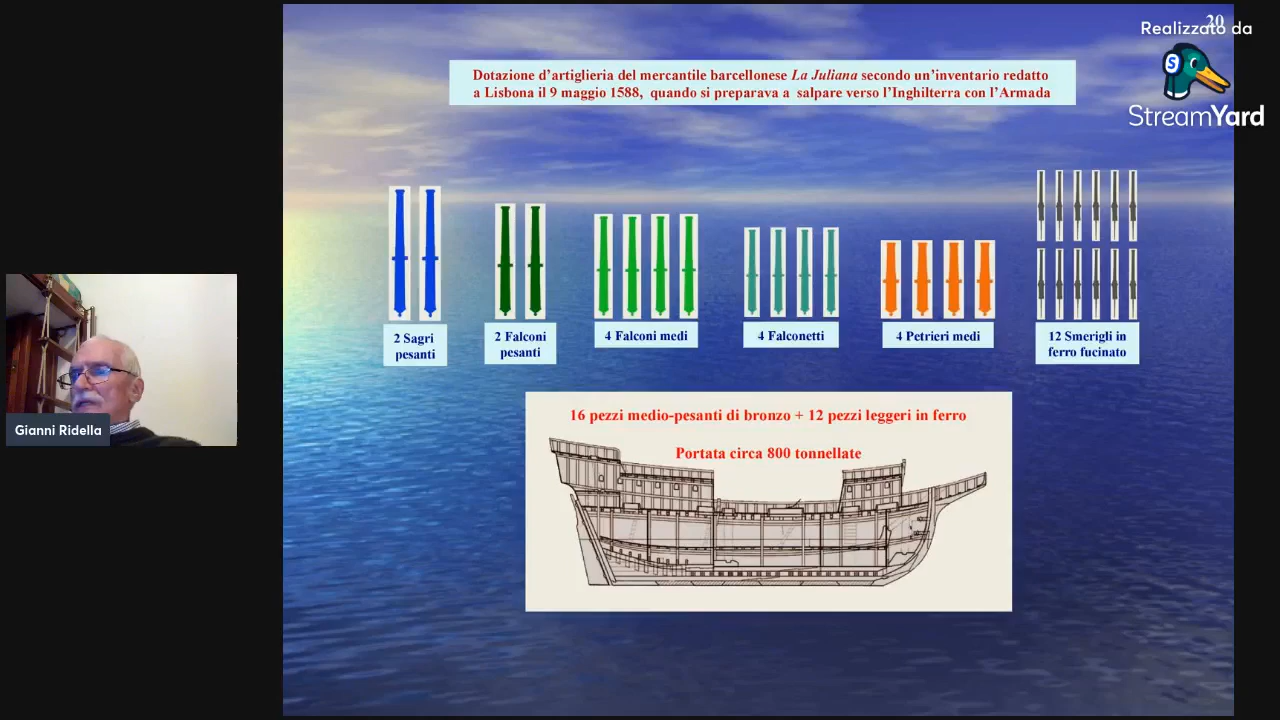 20
Realizzato da
StreamYard
Dotazione d'artiglieria del mercantile barcellonese La Juliana secondo un'inventario redatto
a Lisbona il 9 maggio 1588, quando si preparava a salpare verso l'Inghilterra con l'Armada
2 Sagri
pesanti
2 Falconi
pesanti
4 Falconi medi
4 Falconetti
4 Petrieri medi
12 Smerigli in
ferro fucinato
16 pezzi medio-pesanti di bronzo + 12 pezzi leggeri in ferro
Portata circa 800 tonnellate
Gianni Ridella